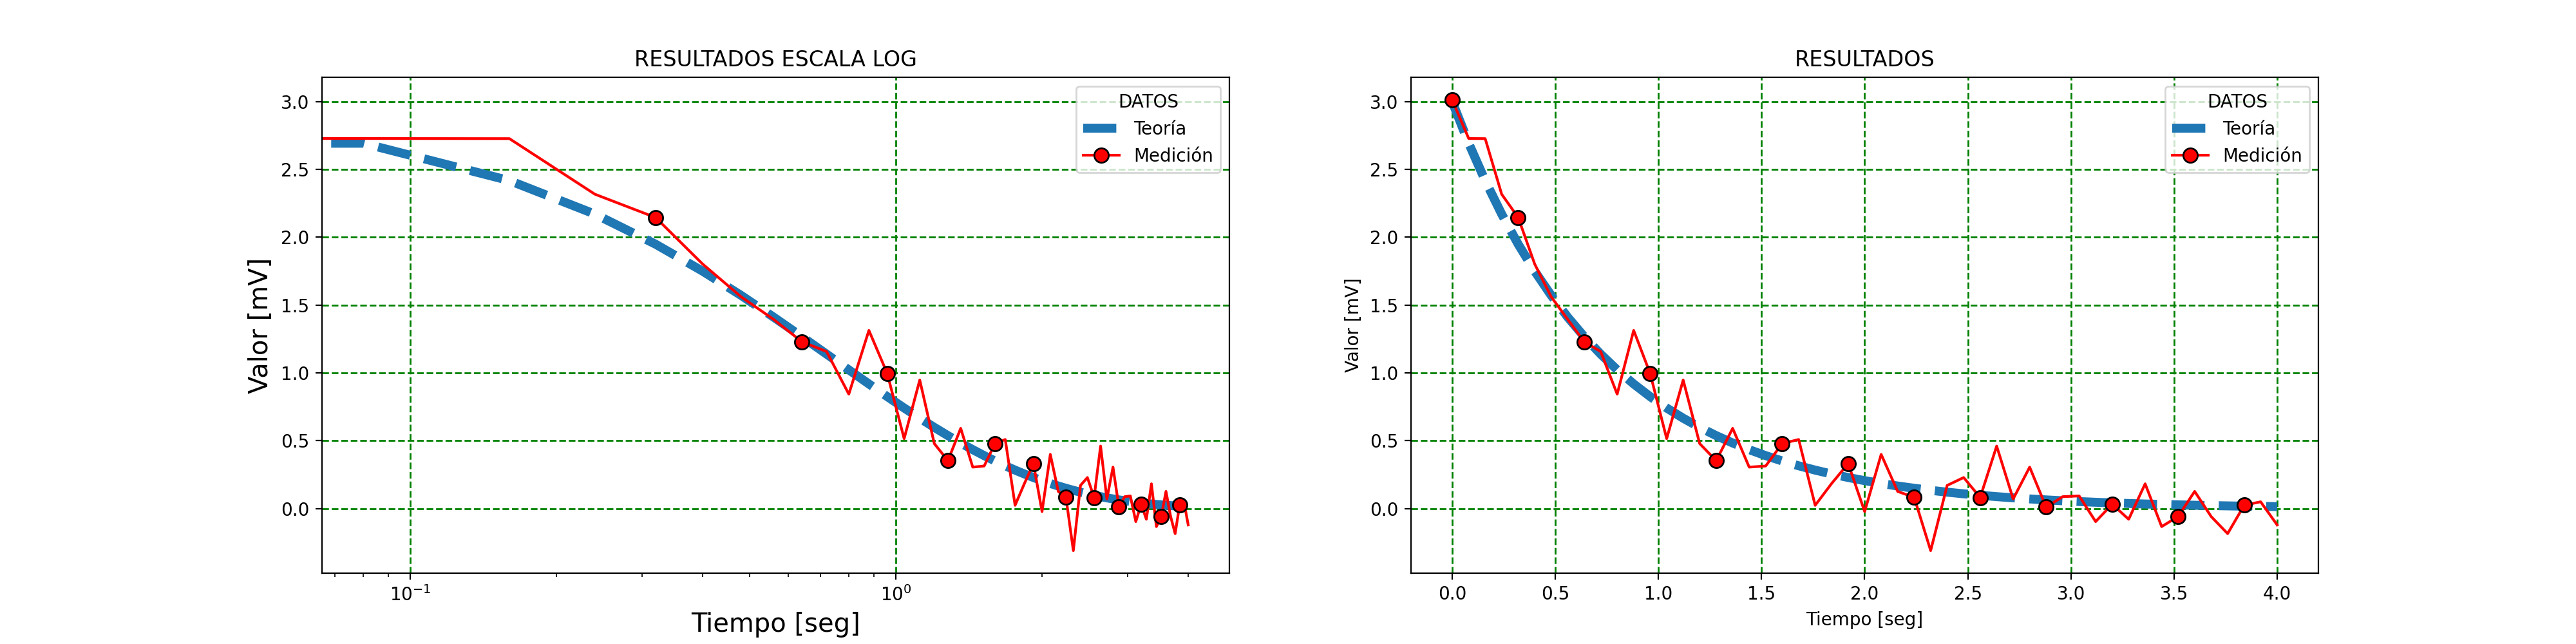 RESULTADOS ESCALA LOG
3.0
2.5
2.0
1.5
1.0
0.5
0.0
Valor [mV]
DATOS
Teoría
Medición
10⁻¹ 10⁰
Tiempo [seg]
RESULTADOS
3.0
2.5
2.0
1.5
1.0
0.5
0.0
Valor [mV]
DATOS
Teoría
Medición
0.0 0.5 1.0 1.5 2.0 2.5 3.0 3.5 4.0
Tiempo [seg]